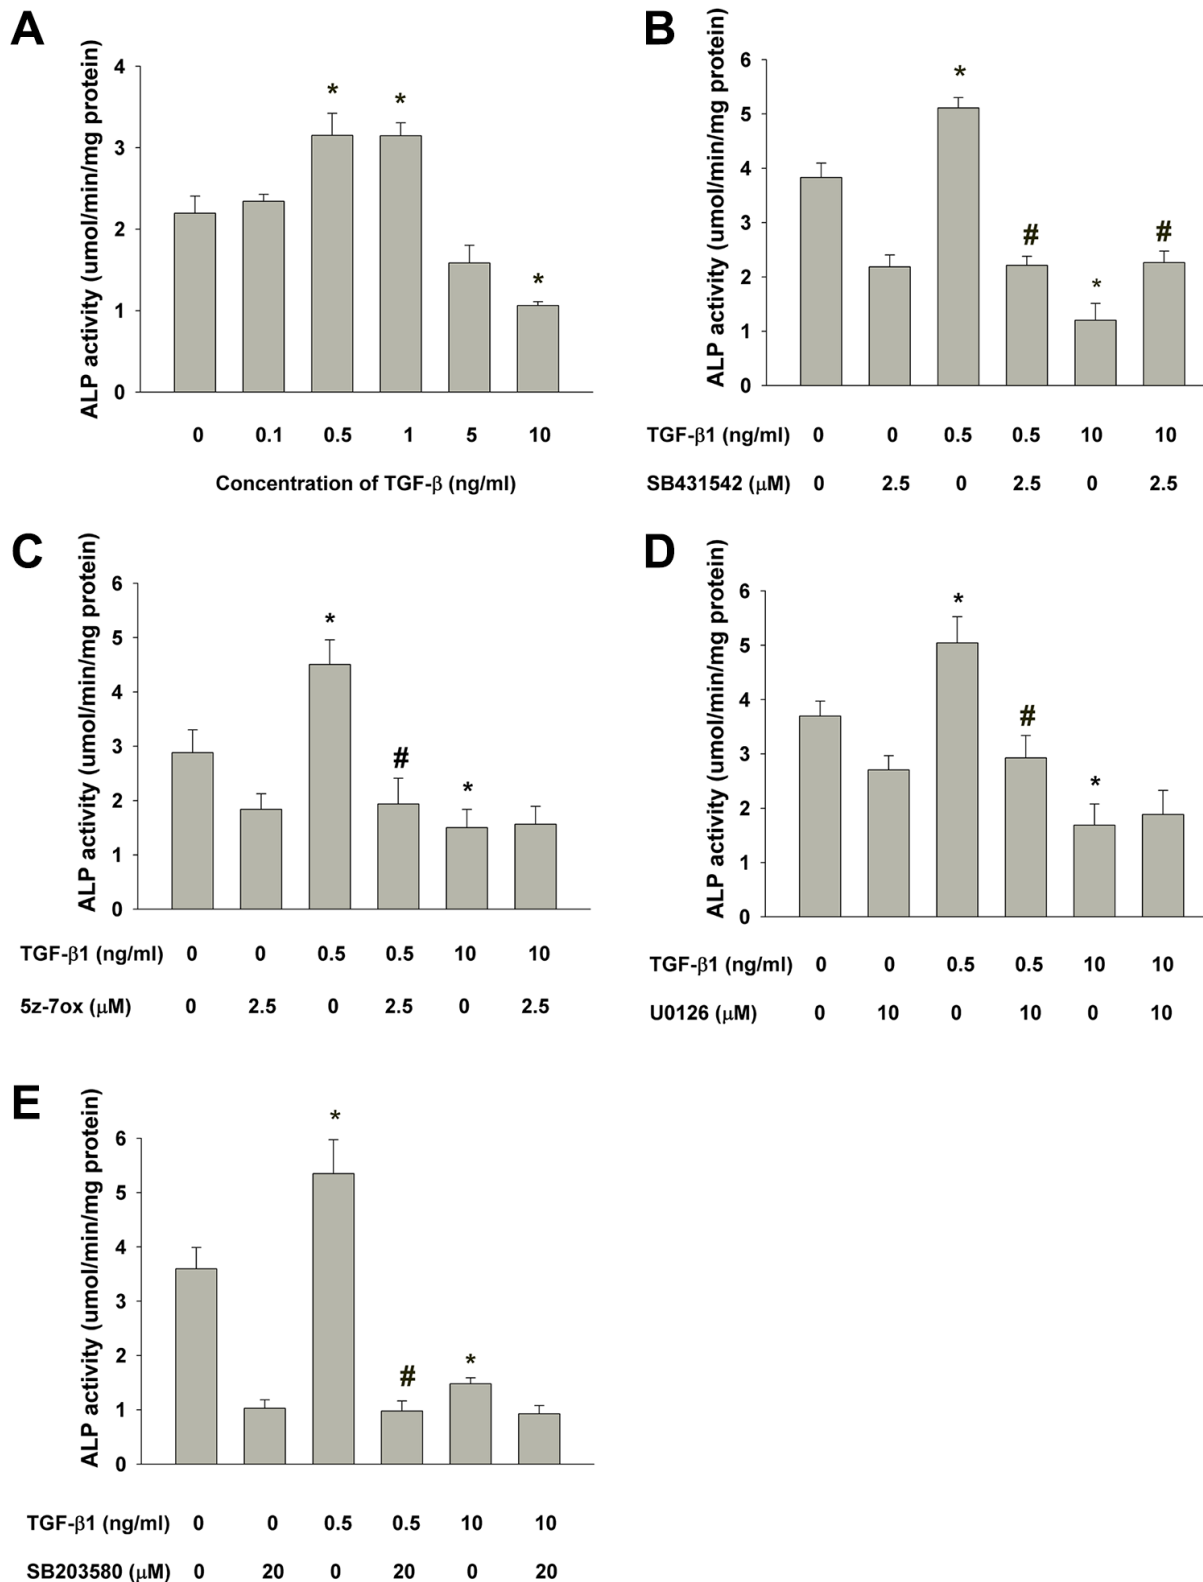 A
ALP activity (umol/min/mg protein)
4
3
2
1
0
* * *
0 0.1 0.5 1 5 10
Concentration of TGF-β (ng/ml)
B
ALP activity (umol/min/mg protein)
6
5
4
3
2
1
0
* # * #
TGF-β1 (ng/ml) 0 0 0.5 0.5 10 10
SB431542 (μM) 0 2.5 0 2.5 0 2.5
C
ALP activity (umol/min/mg protein)
6
5
4
3
2
1
0
* # *
TGF-β1 (ng/ml) 0 0 0.5 0.5 10 10
5z-7ox (μM) 0 2.5 0 2.5 0 2.5
D
ALP activity (umol/min/mg protein)
6
5
4
3
2
1
0
* # *
TGF-β1 (ng/ml) 0 0 0.5 0.5 10 10
U0126 (μM) 0 10 0 10 0 10
E
ALP activity (umol/min/mg protein)
6
5
4
3
2
1
0
* # *
TGF-β1 (ng/ml) 0 0 0.5 0.5 10 10
SB203580 (μM) 0 20 0 20 0 20